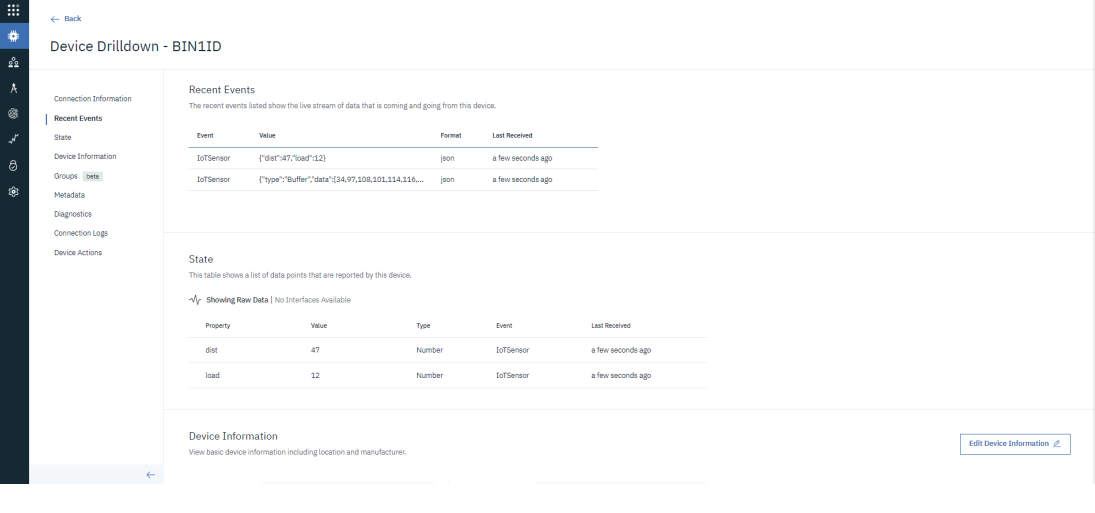 Back
Device Drilldown - BIN1ID
Connection Information
Recent Events
State
Device Information
Groups beta
Metadata
Diagnostics
Connection Logs
Device Actions
Recent Events
The recent events listed show the live stream of data that is coming and going from this device.
Event Value Format Last Received
IoTSensor {"dist":47,"load":12} json a few seconds ago
IoTSensor {"type":"Buffer","data":[34,97,108,101,114,116,... json a few seconds ago
State
This table shows a list of data points that are reported by this device.
Showing Raw Data | No Interfaces Available
Property Value Type Event Last Received
dist 47 Number IoTSensor a few seconds ago
load 12 Number IoTSensor a few seconds ago
Device Information
View basic device information including location and manufacturer.
Edit Device Information